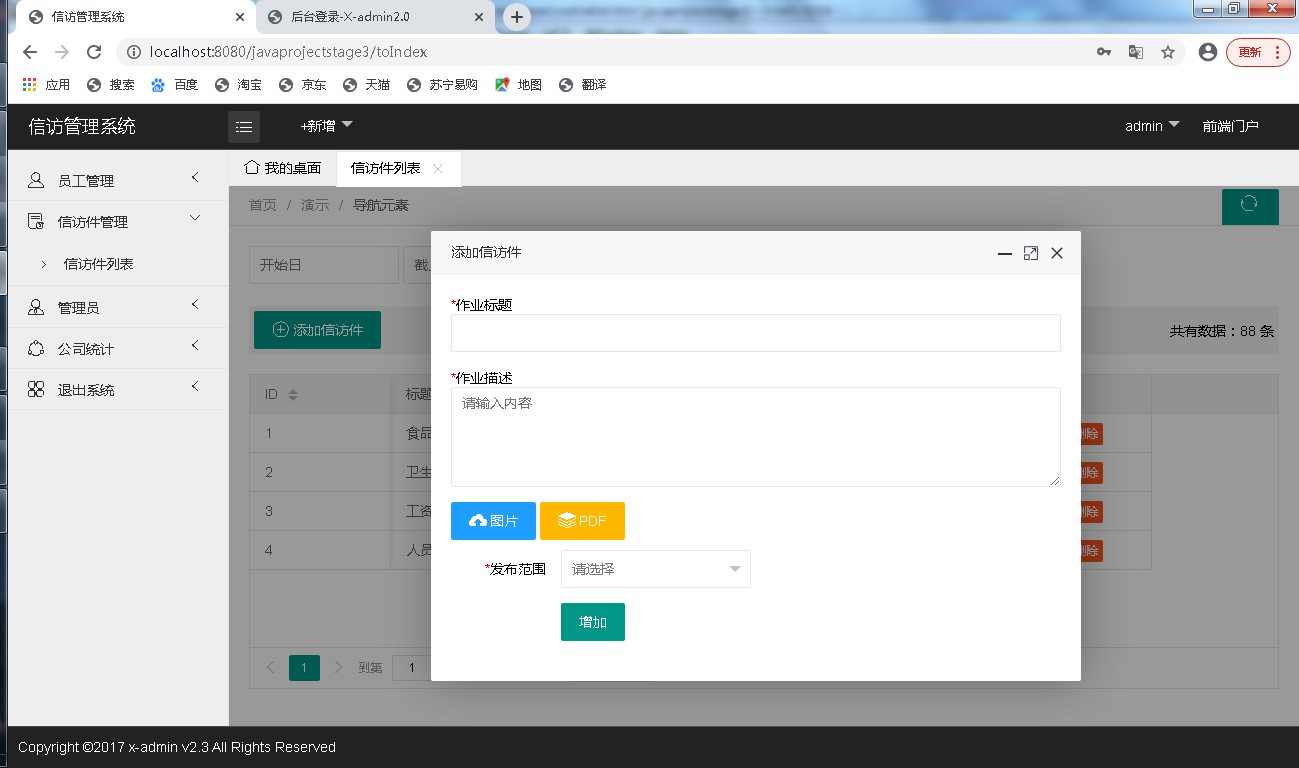 信访管理系统
后台登录-X-admin2.0
localhost:8080/javaprojectstage3/toIndex
更新
应用 搜索 百度 淘宝 京东 天猫 苏宁易购 地图 翻译
信访管理系统 +新增 admin 前端门户
我的桌面 信访件列表
员工管理
信访件管理
信访件列表
管理员
公司统计
退出系统
首页 / 演示 / 导航元素
开始日 截
添加信访件 共有数据：88 条
ID 标题
1 食品 删除
2 卫生 删除
3 工资 删除
4 人员 删除
1 到第 1
添加信访件
*作业标题
*作业描述
请输入内容
图片 PDF
*发布范围 请选择
增加
Copyright ©2017 x-admin v2.3 All Rights Reserved